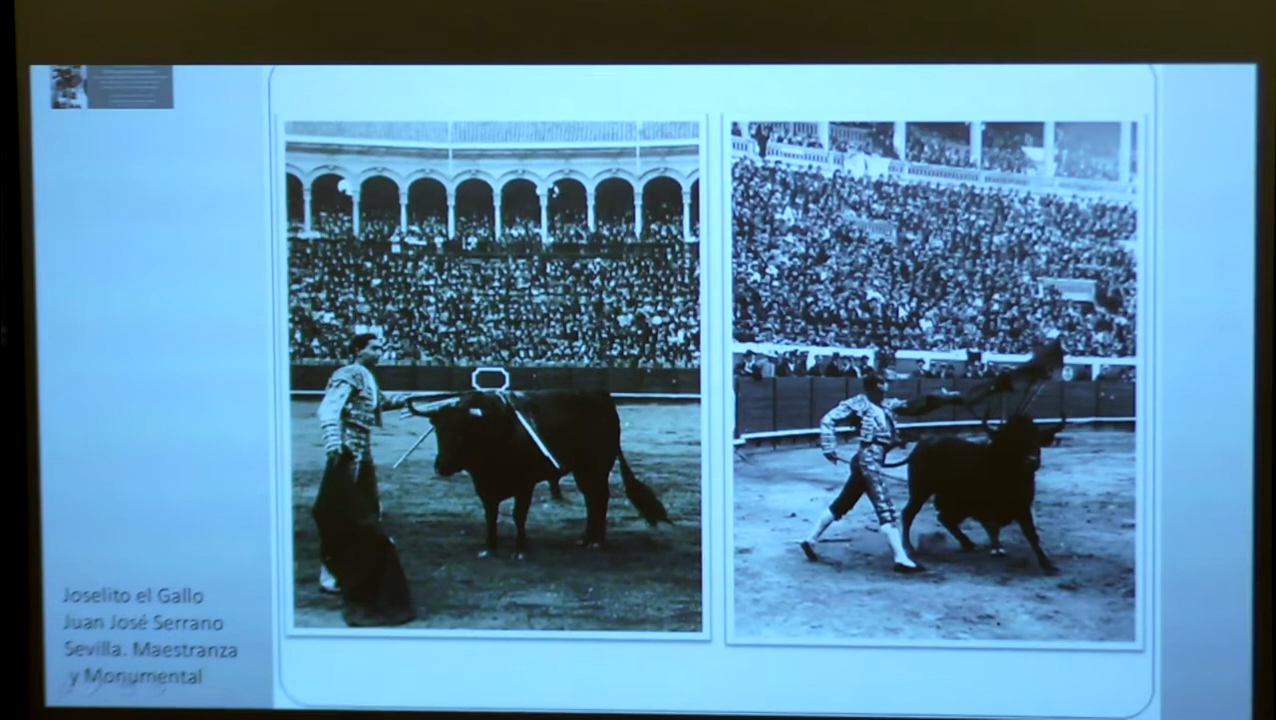 Joselito el Gallo
Juan José Serrano
Sevilla. Maestranza
y Monumental